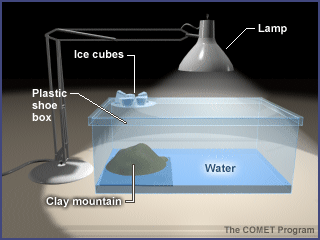 Lamp
Ice cubes
Plastic
shoe
box
Water
Clay mountain
The COMET Program